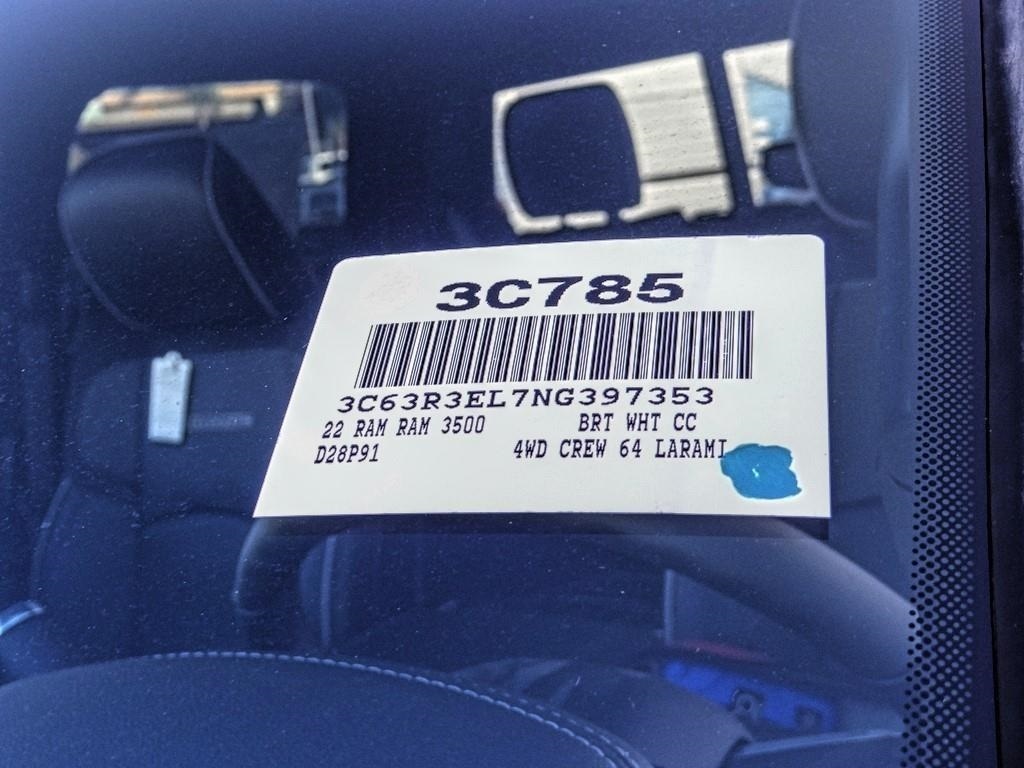 3C785
3C63R3EL7NG397353
22 RAM RAM 3500 BRT WHT CC
D28P91 4WD CREW 64 LARAMI